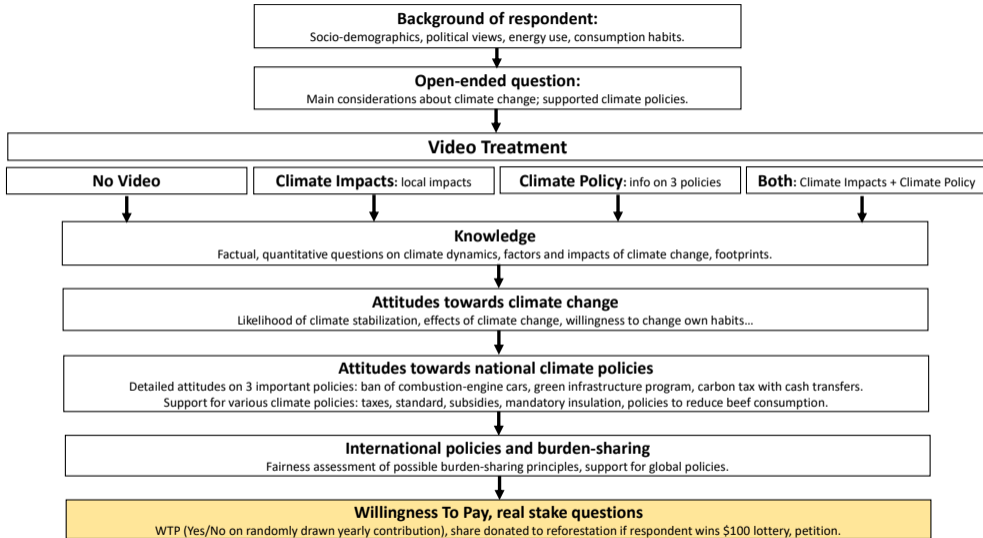 Background of respondent:
Socio-demographics, political views, energy use, consumption habits.
Open-ended question:
Main considerations about climate change; supported climate policies.
Video Treatment
No Video
Climate Impacts: local impacts
Climate Policy: info on 3 policies
Both: Climate Impacts + Climate Policy
Knowledge
Factual, quantitative questions on climate dynamics, factors and impacts of climate change, footprints.
Attitudes towards climate change
Likelihood of climate stabilization, effects of climate change, willingness to change own habits...
Attitudes towards national climate policies
Detailed attitudes on 3 important policies: ban of combustion-engine cars, green infrastructure program, carbon tax with cash transfers.
Support for various climate policies: taxes, standard, subsidies, mandatory insulation, policies to reduce beef consumption.
International policies and burden-sharing
Fairness assessment of possible burden-sharing principles, support for global policies.
Willingness To Pay, real stake questions
WTP (Yes/No on randomly drawn yearly contribution), share donated to reforestation if respondent wins $100 lottery, petition.